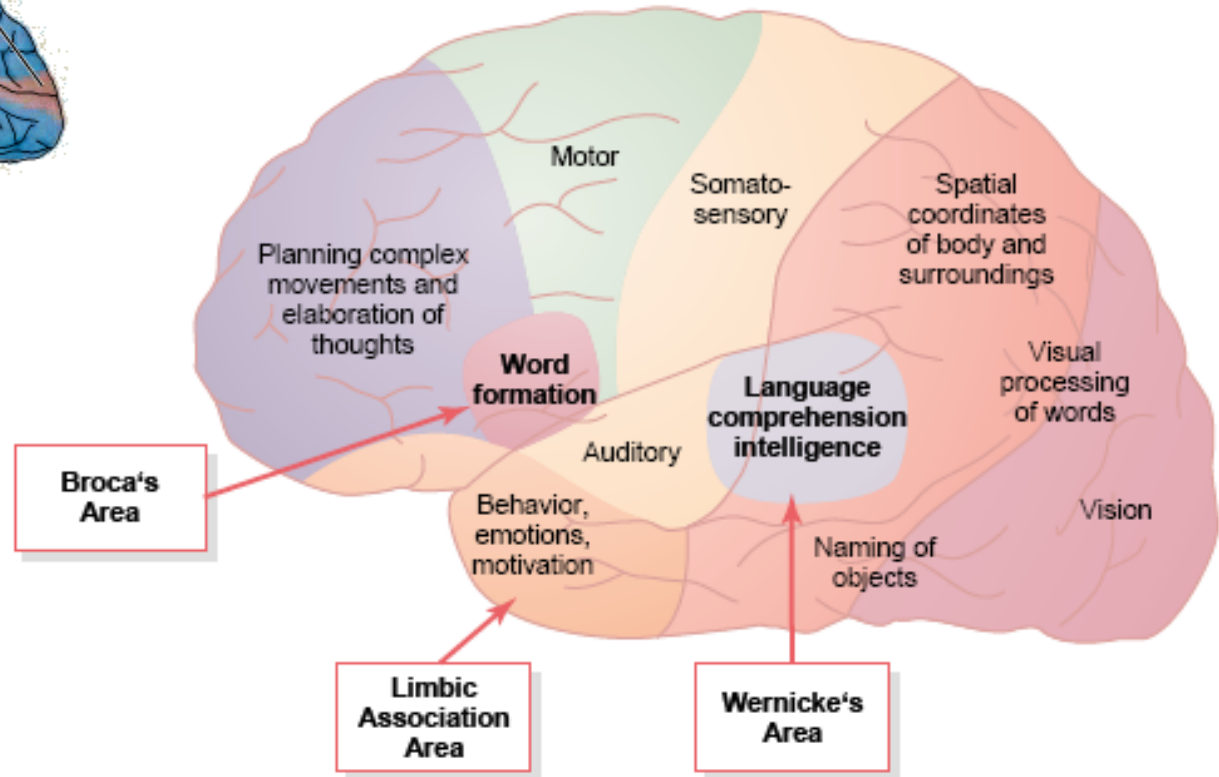 Motor
Somato-
sensory
Spatial
coordinates
of body and
surroundings
Planning complex
movements and
elaboration of
thoughts
Word
formation
Visual
processing
of words
Language
comprehension
intelligence
Auditory
Broca‘s
Area
Behavior,
emotions,
motivation
Vision
Naming of
objects
Limbic
Association
Area
Wernicke‘s
Area